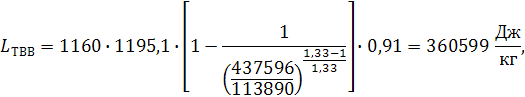 L_ТВВ = 1160 · 1195,1 · [1 − 1 / (437596/113890)^((1,33−1)/1,33)] · 0,91 = 360599 Дж/кг,